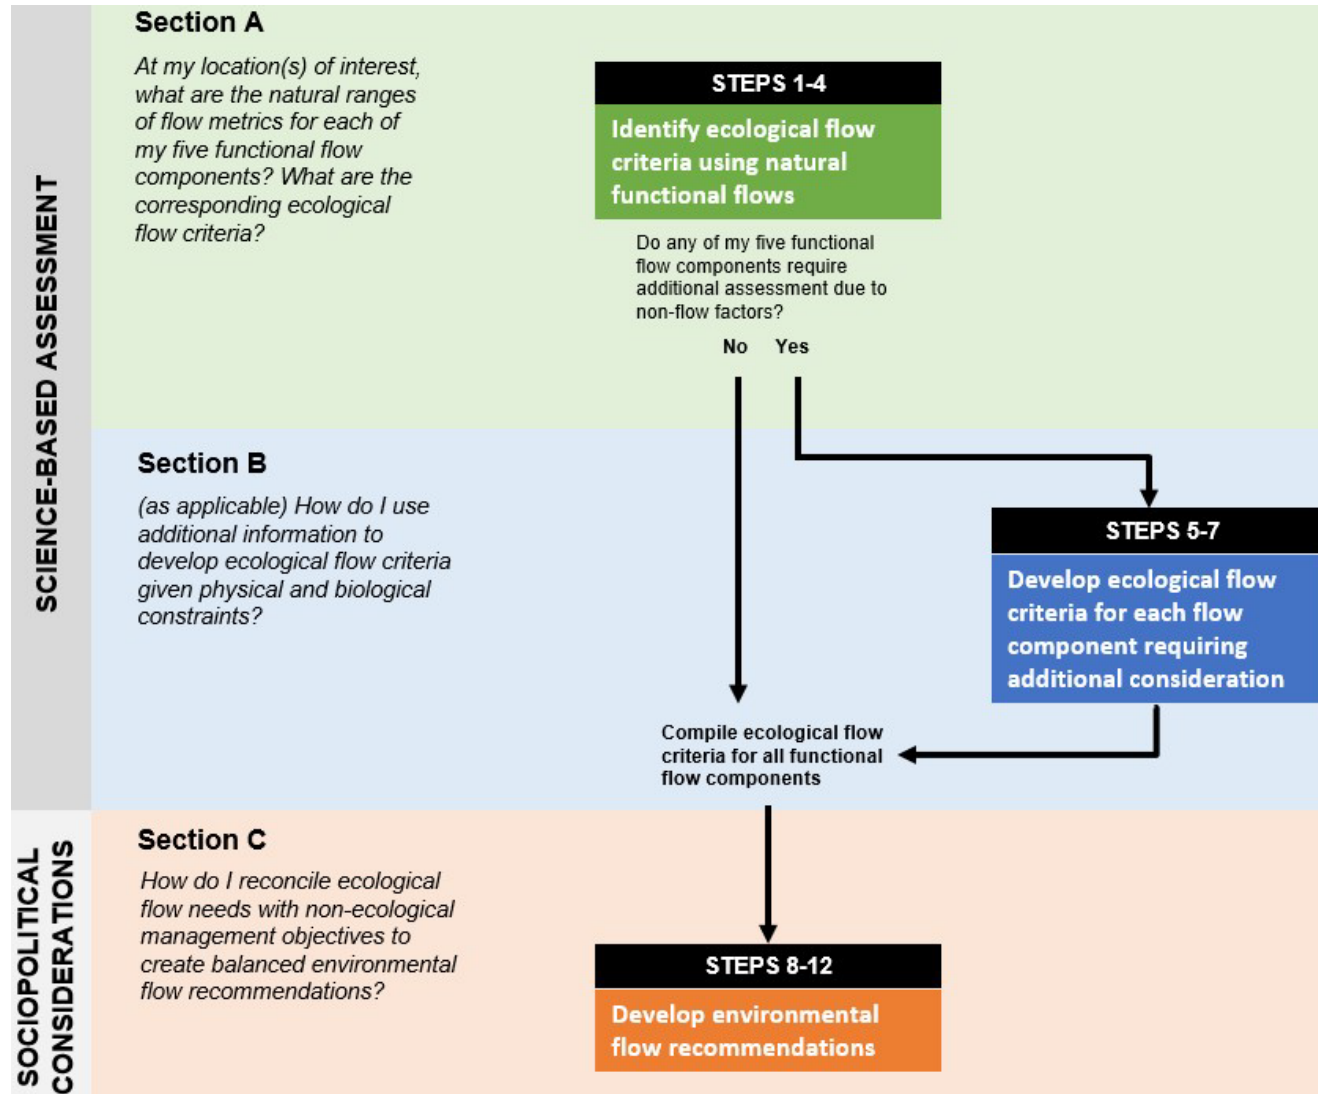 SCIENCE-BASED ASSESSMENT
Section A
At my location(s) of interest,
what are the natural ranges
of flow metrics for each of
my five functional flow
components? What are the
corresponding ecological
flow criteria?
STEPS 1-4
Identify ecological flow
criteria using natural
functional flows
Do any of my five functional
flow components require
additional assessment due to
non-flow factors?
No Yes
Section B
(as applicable) How do I use
additional information to
develop ecological flow criteria
given physical and biological
constraints?
STEPS 5-7
Develop ecological flow
criteria for each flow
component requiring
additional consideration
Compile ecological flow
criteria for all functional
flow components
SOCIOPOLITICAL
CONSIDERATIONS
Section C
How do I reconcile ecological
flow needs with non-ecological
management objectives to
create balanced environmental
flow recommendations?
STEPS 8-12
Develop environmental
flow recommendations